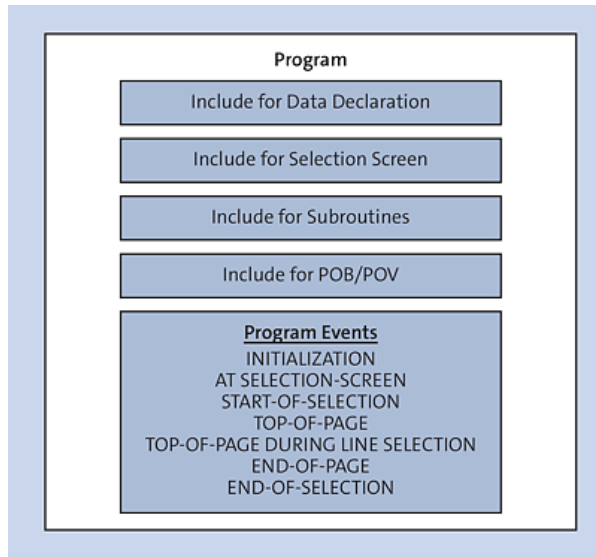 Program
Include for Data Declaration
Include for Selection Screen
Include for Subroutines
Include for POB/POV
Program Events
INITIALIZATION
AT SELECTION-SCREEN
START-OF-SELECTION
TOP-OF-PAGE
TOP-OF-PAGE DURING LINE SELECTION
END-OF-PAGE
END-OF-SELECTION